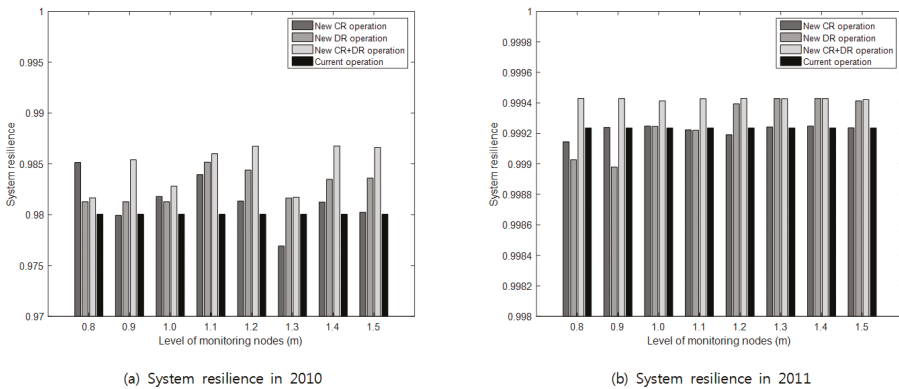 1
0.995
0.99
0.985
0.98
0.975
0.97
System resilience
New CR operation
New DR operation
New CR+DR operation
Current operation
0.8 0.9 1.0 1.1 1.2 1.3 1.4 1.5
Level of monitoring nodes (m)
(a) System resilience in 2010
1
0.9998
0.9996
0.9994
0.9992
0.999
0.9988
0.9986
0.9984
0.9982
0.998
System resilience
New CR operation
New DR operation
New CR+DR operation
Current operation
0.8 0.9 1.0 1.1 1.2 1.3 1.4 1.5
Level of monitoring nodes (m)
(b) System resilience in 2011